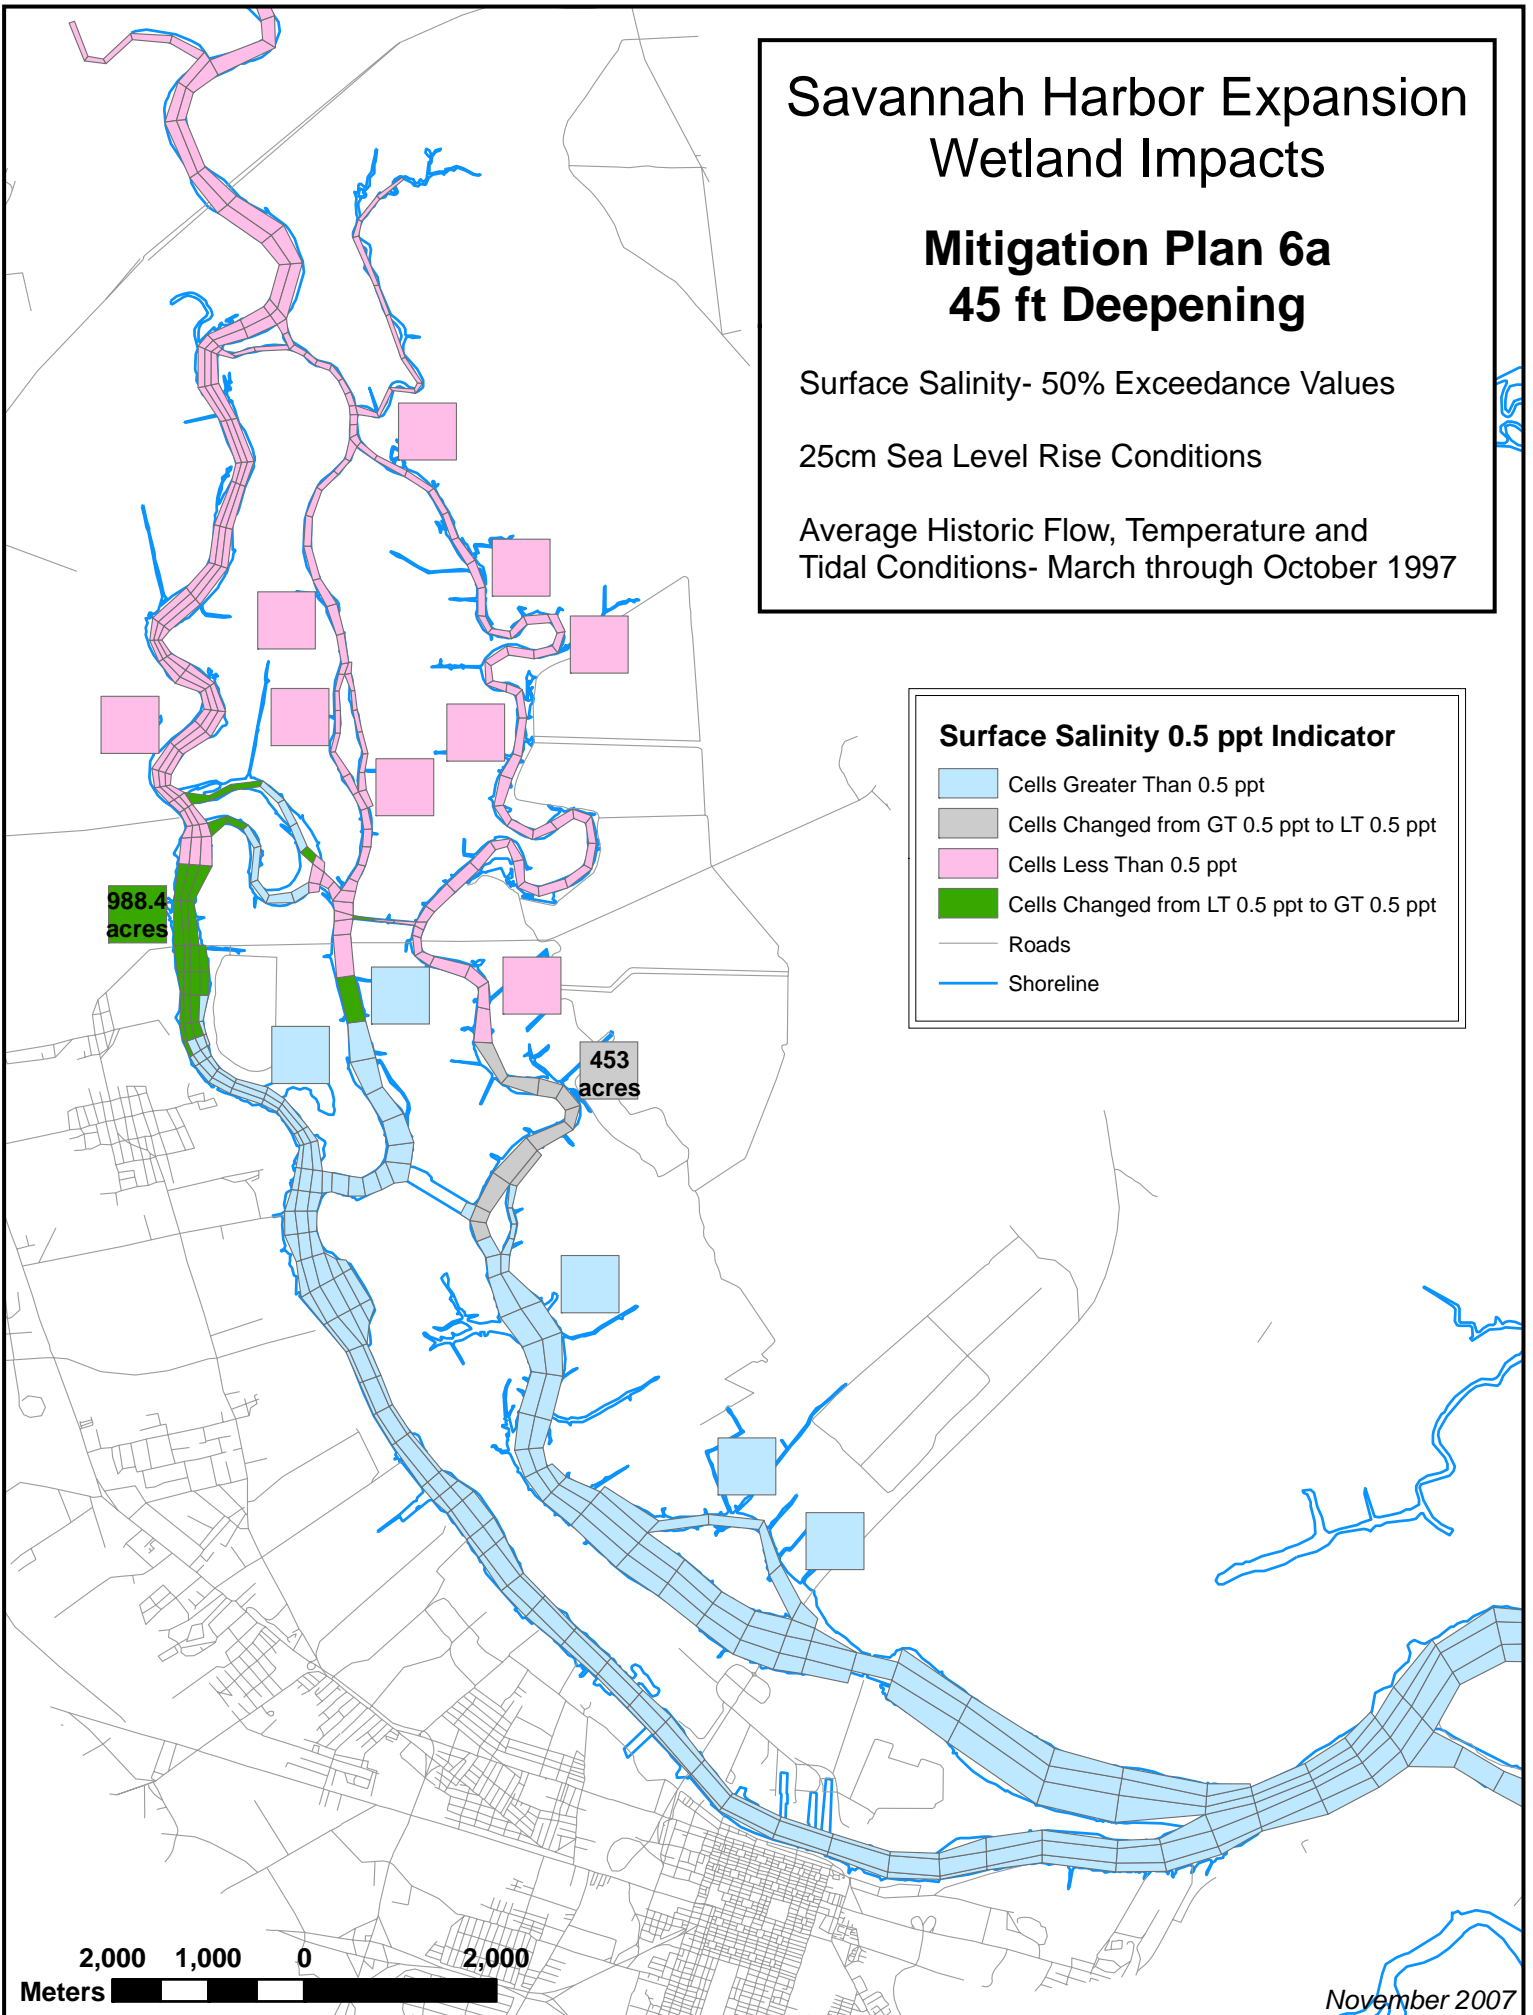 Savannah Harbor Expansion
Wetland Impacts
Mitigation Plan 6a
45 ft Deepening
Surface Salinity- 50% Exceedance Values
25cm Sea Level Rise Conditions
Average Historic Flow, Temperature and
Tidal Conditions- March through October 1997
Surface Salinity 0.5 ppt Indicator
Cells Greater Than 0.5 ppt
Cells Changed from GT 0.5 ppt to LT 0.5 ppt
Cells Less Than 0.5 ppt
Cells Changed from LT 0.5 ppt to GT 0.5 ppt
Roads
Shoreline
988.4
acres
453
acres
2,000 1,000 0 2,000
Meters
November 2007